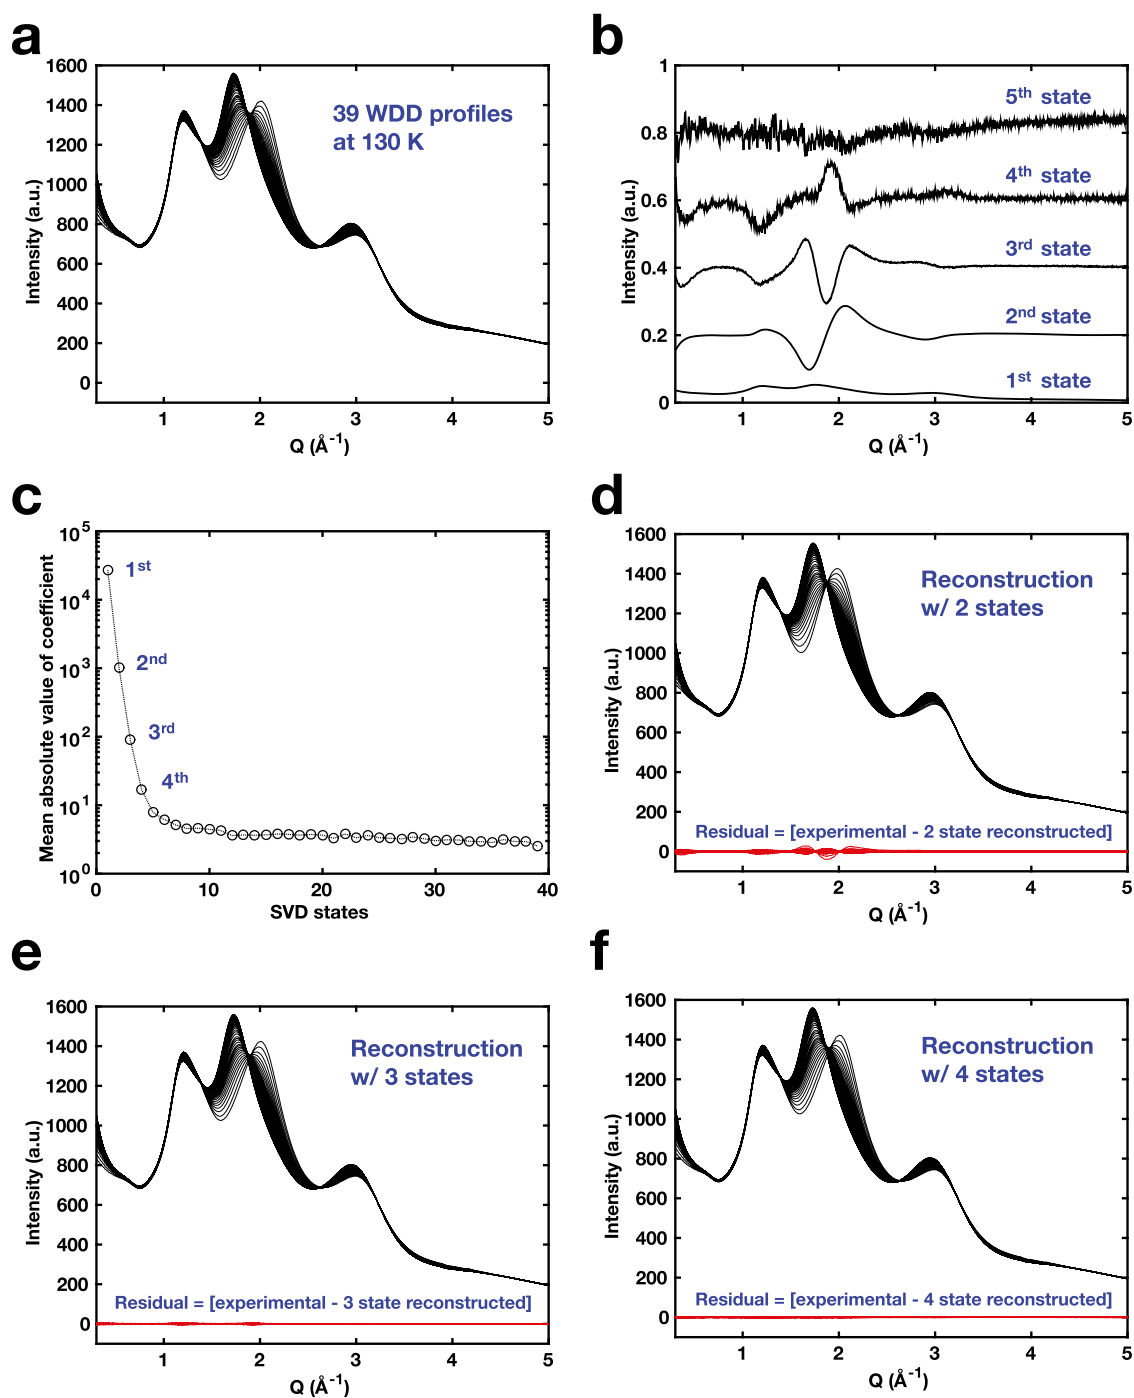 a
1600
1400
1200
1000
800
600
400
200
0
Intensity (a.u.)
39 WDD profiles
at 130 K
1 2 3 4 5
Q (Å⁻¹)
b
1
0.8
0.6
0.4
0.2
0
Intensity (a.u.)
5th state
4th state
3rd state
2nd state
1st state
1 2 3 4 5
Q (Å⁻¹)
c
10⁵
10⁴
10³
10²
10¹
10⁰
Mean absolute value of coefficient
1st
2nd
3rd
4th
0 10 20 30 40
SVD states
d
1600
1400
1200
1000
800
600
400
200
0
Intensity (a.u.)
Reconstruction
w/ 2 states
Residual = [experimental - 2 state reconstructed]
1 2 3 4 5
Q (Å⁻¹)
e
1600
1400
1200
1000
800
600
400
200
0
Intensity (a.u.)
Reconstruction
w/ 3 states
Residual = [experimental - 3 state reconstructed]
1 2 3 4 5
Q (Å⁻¹)
f
1600
1400
1200
1000
800
600
400
200
0
Intensity (a.u.)
Reconstruction
w/ 4 states
Residual = [experimental - 4 state reconstructed]
1 2 3 4 5
Q (Å⁻¹)